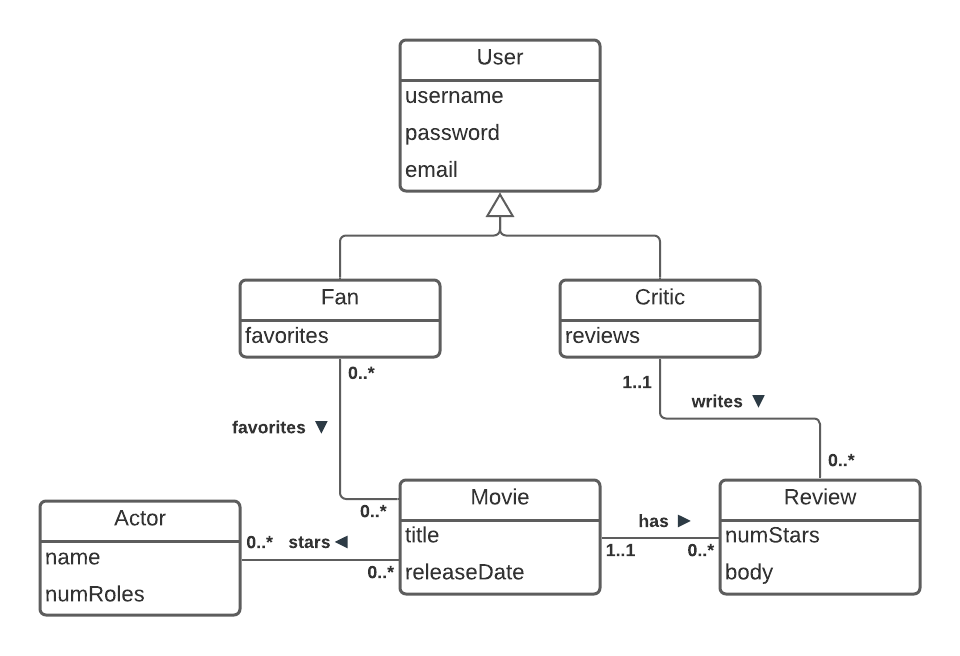 User
username
password
email
Fan
favorites
Critic
reviews
0..*
1..1
favorites ▼
writes ▼
0..*
0..*
Actor
name
numRoles
0..* stars ◀
0..*
Movie
title
releaseDate
has ▶
1..1
0..*
Review
numStars
body